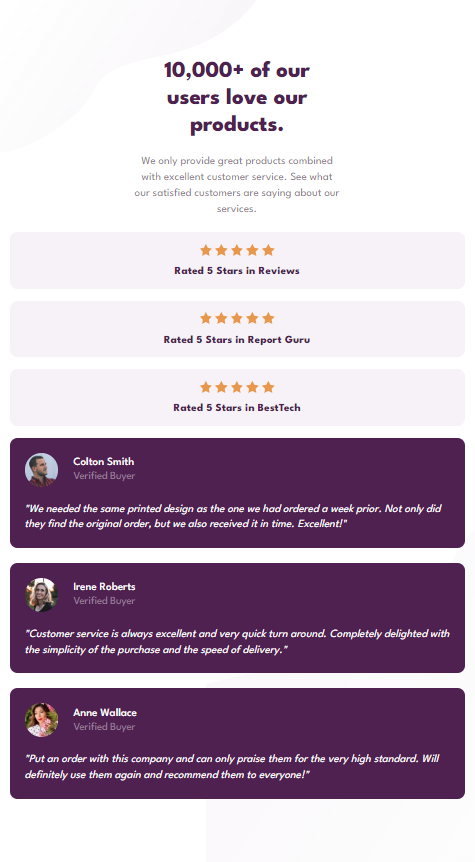 10,000+ of our
users love our
products.
We only provide great products combined
with excellent customer service. See what
our satisfied customers are saying about our
services.
Rated 5 Stars in Reviews
Rated 5 Stars in Report Guru
Rated 5 Stars in BestTech
Colton Smith
Verified Buyer
"We needed the same printed design as the one we had ordered a week prior. Not only did
they find the original order, but we also received it in time. Excellent!"
Irene Roberts
Verified Buyer
"Customer service is always excellent and very quick turn around. Completely delighted with
the simplicity of the purchase and the speed of delivery."
Anne Wallace
Verified Buyer
"Put an order with this company and can only praise them for the very high standard. Will
definitely use them again and recommend them to everyone!"